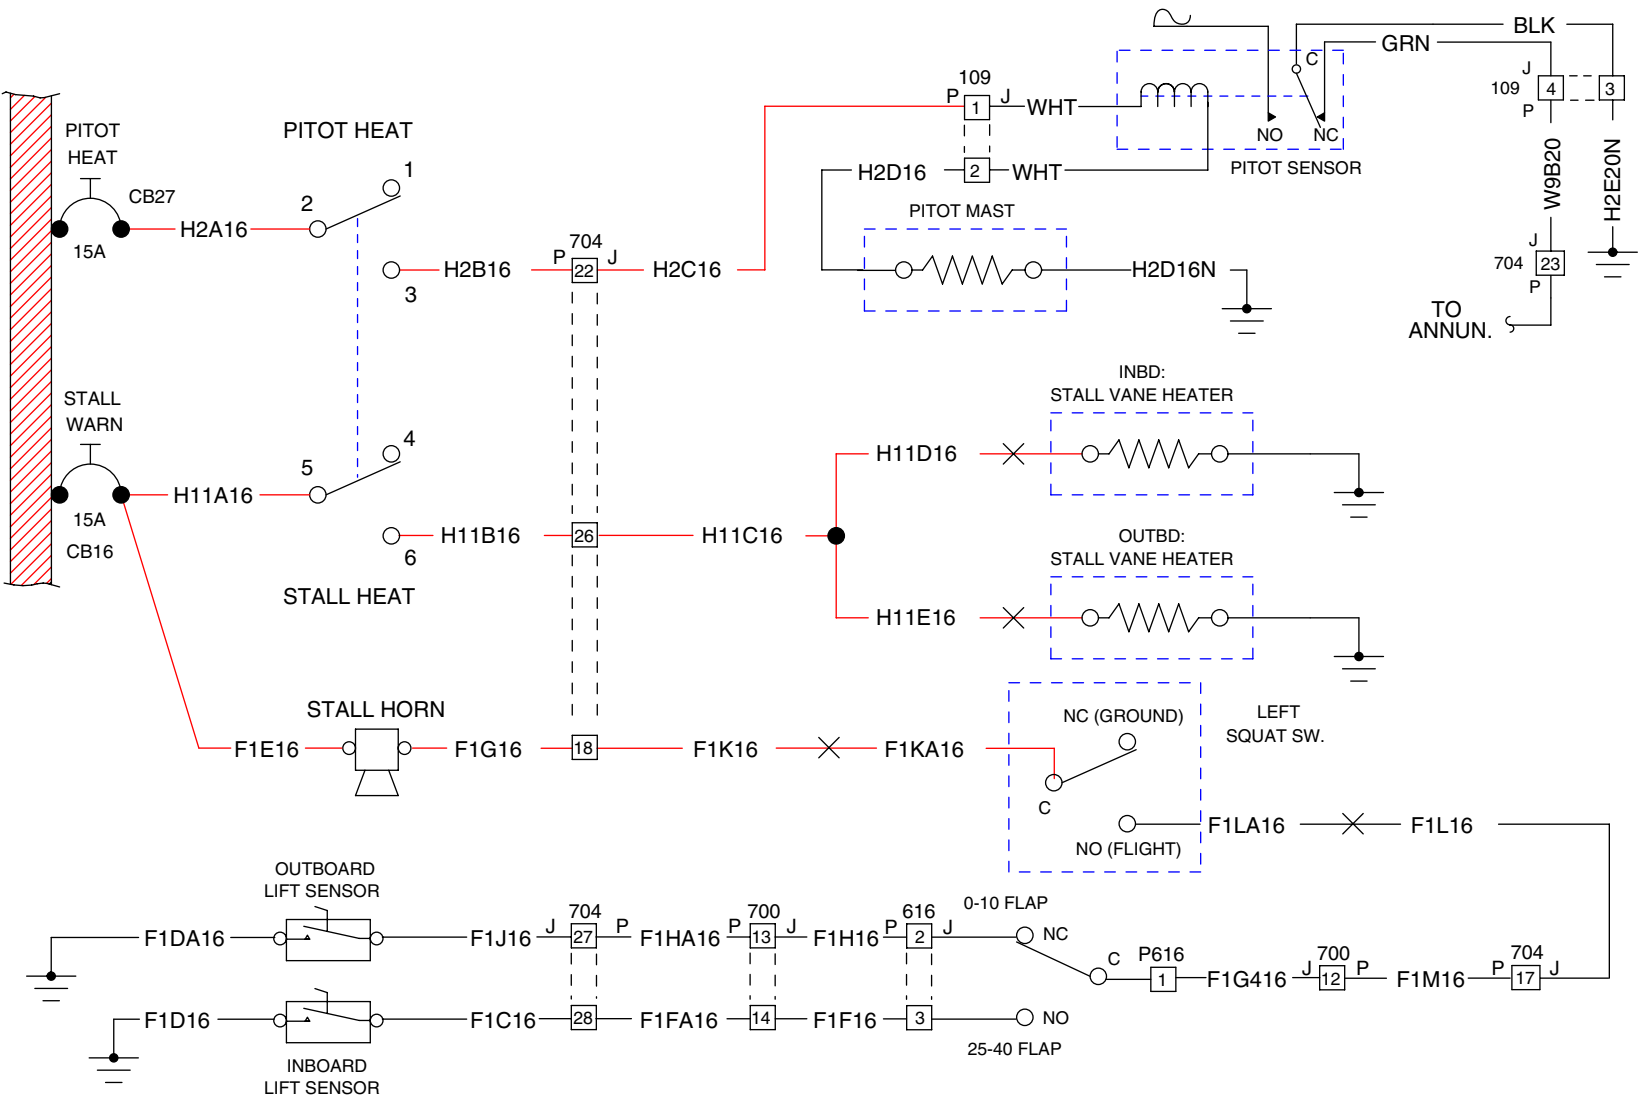 BLK
GRN
C
J
109
4
3
P
109
P
1
J
WHT
NO
NC
PITOT SENSOR
PITOT
HEAT
PITOT HEAT
1
CB27
2
H2A16
15A
H2D16
2
WHT
W9B20
H2E20N
PITOT MAST
704
P
22
J
H2B16
3
H2C16
H2D16N
J
704
23
P
TO
ANNUN.
INBD:
STALL VANE HEATER
STALL
WARN
4
5
H11D16
H11A16
15A
CB16
H11B16
6
26
H11C16
OUTBD:
STALL VANE HEATER
STALL HEAT
H11E16
STALL HORN
NC (GROUND)
LEFT
SQUAT SW.
F1E16
F1G16
18
F1K16
F1KA16
C
F1LA16
F1L16
NO (FLIGHT)
OUTBOARD
LIFT SENSOR
0-10 FLAP
F1DA16
F1J16
J
704
27
P
F1HA16
P
700
13
J
F1H16
P
616
2
J
NC
C
P616
1
F1G416
J
700
12
P
F1M16
P
704
17
J
F1D16
F1C16
28
F1FA16
14
F1F16
3
NO
25-40 FLAP
INBOARD
LIFT SENSOR